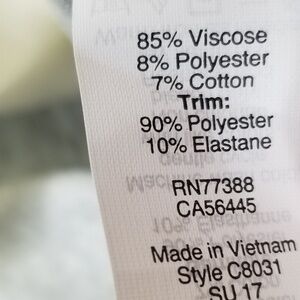 85% Viscose
8% Polyester
7% Cotton
Trim:
90% Polyester
10% Elastane
RN77388
CA56445
Made in Vietnam
Style C8031
SU 17